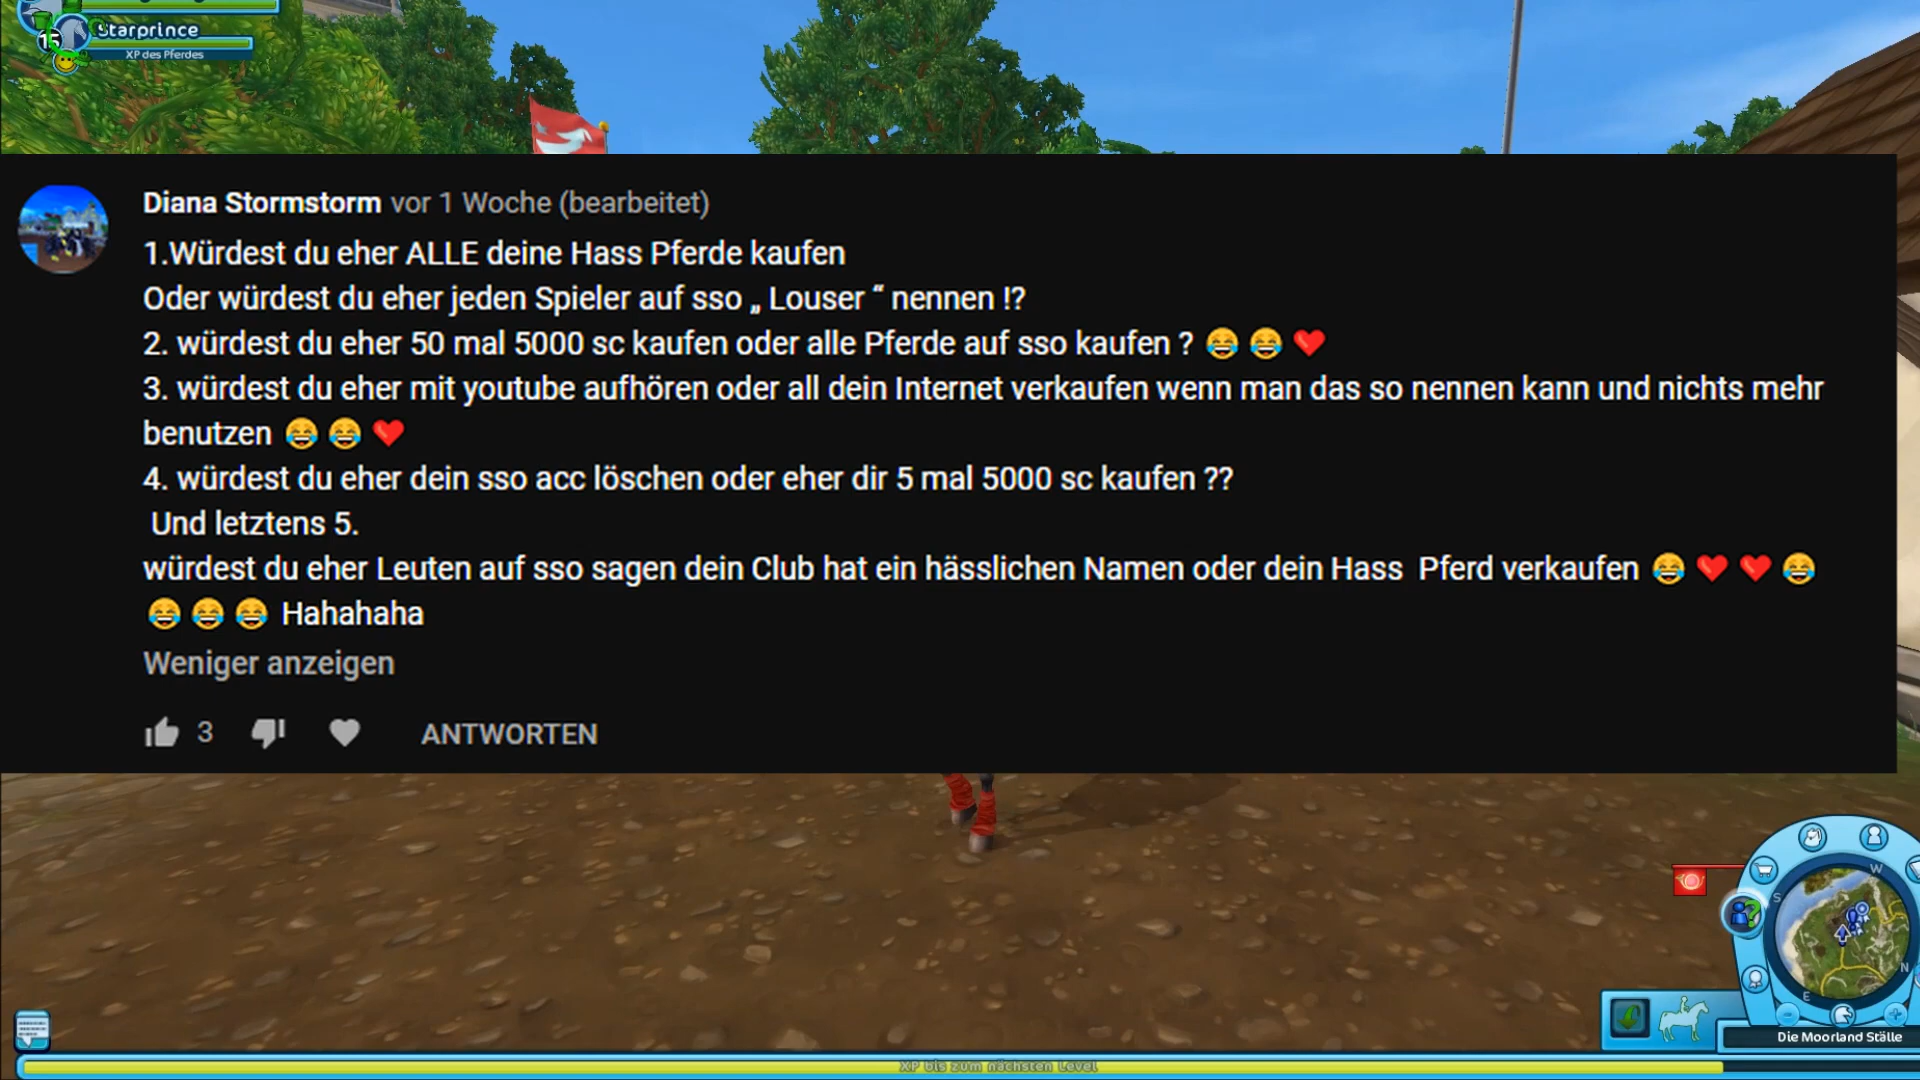 Starprince
15
XP des Pferdes
Diana Stormstorm vor 1 Woche (bearbeitet)
1.Würdest du eher ALLE deine Hass Pferde kaufen
Oder würdest du eher jeden Spieler auf sso „ Louser “ nennen !?
2. würdest du eher 50 mal 5000 sc kaufen oder alle Pferde auf sso kaufen ? 😂 😂 ❤️
3. würdest du eher mit youtube aufhören oder all dein Internet verkaufen wenn man das so nennen kann und nichts mehr
benutzen 😂 😂 ❤️
4. würdest du eher dein sso acc löschen oder eher dir 5 mal 5000 sc kaufen ??
Und letztens 5.
würdest du eher Leuten auf sso sagen dein Club hat ein hässlichen Namen oder dein Hass  Pferd verkaufen 😂 ❤️ ❤️ 😂
😂 😂 😂 Hahahaha
Weniger anzeigen
3 ANTWORTEN
W
S
N
E
Die Moorland Ställe
XP bis zum nächsten Level